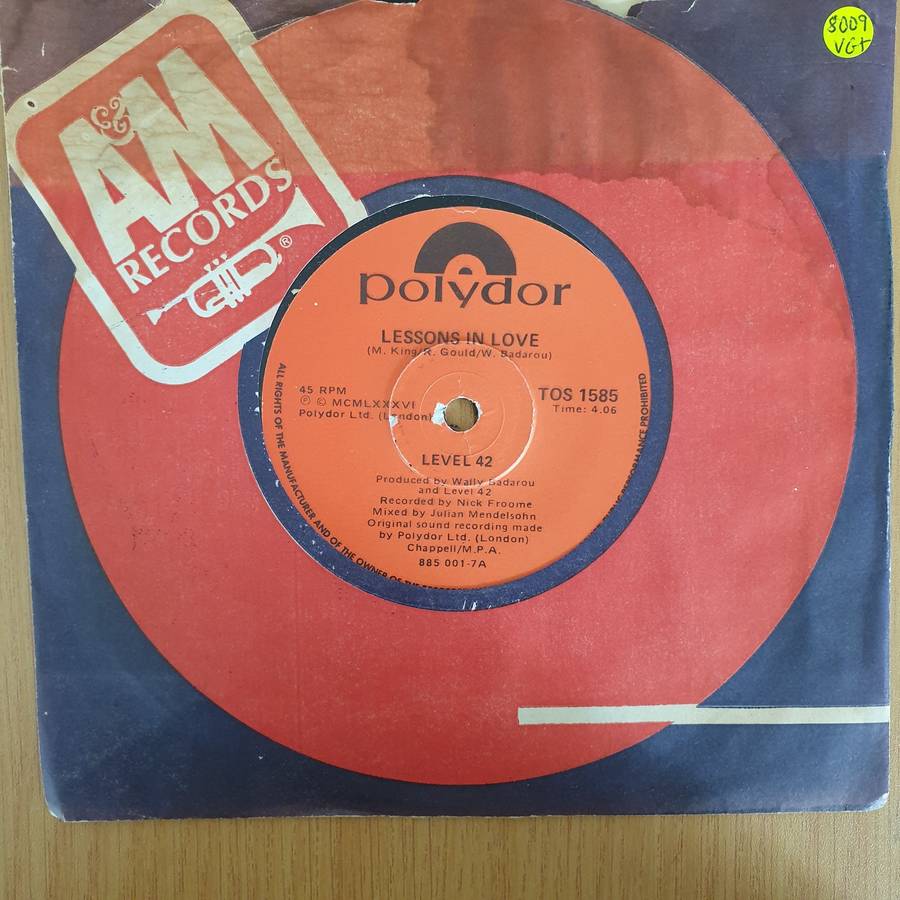 8009
VG+
A&M
RECORDS
®
polydor
LESSONS IN LOVE
(M. King/R. Gould/W. Badarou)
45 RPM
Ⓟ © MCMLXXXVI
Polydor Ltd. (London)
TOS 1585
Time: 4.06
LEVEL 42
Produced by Wally Badarou
and Level 42
Recorded by Nick Froome
Mixed by Julian Mendelsohn
Original sound recording made
by Polydor Ltd. (London)
Chappell/M.P.A.
885 001-7A
ALL RIGHTS OF THE MANUFACTURER AND OF THE OWNER OF THE
PERFORMANCE PROHIBITED